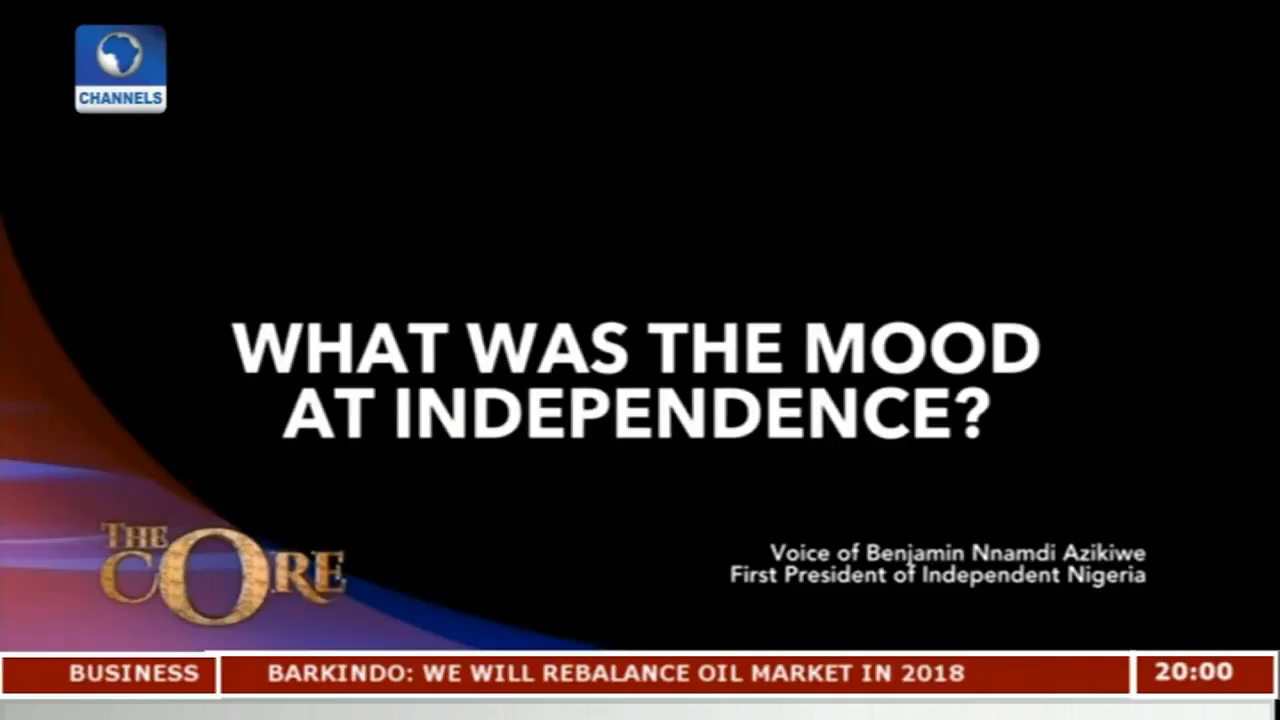 CHANNELS
WHAT WAS THE MOOD
AT INDEPENDENCE?
THE
CORE
Voice of Benjamin Nnamdi Azikiwe
First President of Independent Nigeria
BUSINESS
BARKINDO: WE WILL REBALANCE OIL MARKET IN 2018
20:00